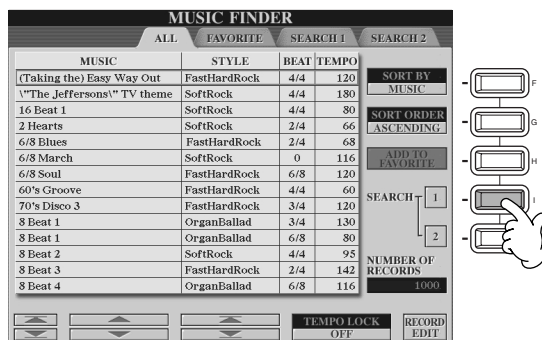 MUSIC FINDER
ALL FAVORITE SEARCH 1 SEARCH 2
MUSIC STYLE BEAT TEMPO
(Taking the) Easy Way Out FastHardRock 4/4 120
\"The Jeffersons\" TV theme SoftRock 4/4 180
16 Beat 1 SoftRock 4/4 80
2 Hearts SoftRock 2/4 66
6/8 Blues FastHardRock 2/4 68
6/8 March SoftRock 0 116
6/8 Soul FastHardRock 6/8 120
60's Groove FastHardRock 4/4 60
70's Disco 3 FastHardRock 3/4 120
8 Beat 1 OrganBallad 3/4 130
8 Beat 1 OrganBallad 6/8 80
8 Beat 2 SoftRock 4/4 95
8 Beat 3 FastHardRock 2/4 142
8 Beat 4 OrganBallad 6/8 116
SORT BY
MUSIC
SORT ORDER
ASCENDING
ADD TO
FAVORITE
SEARCH 1
2
NUMBER OF
RECORDS
1000
TEMPO LOCK
OFF
RECORD
EDIT
F
G
H
I